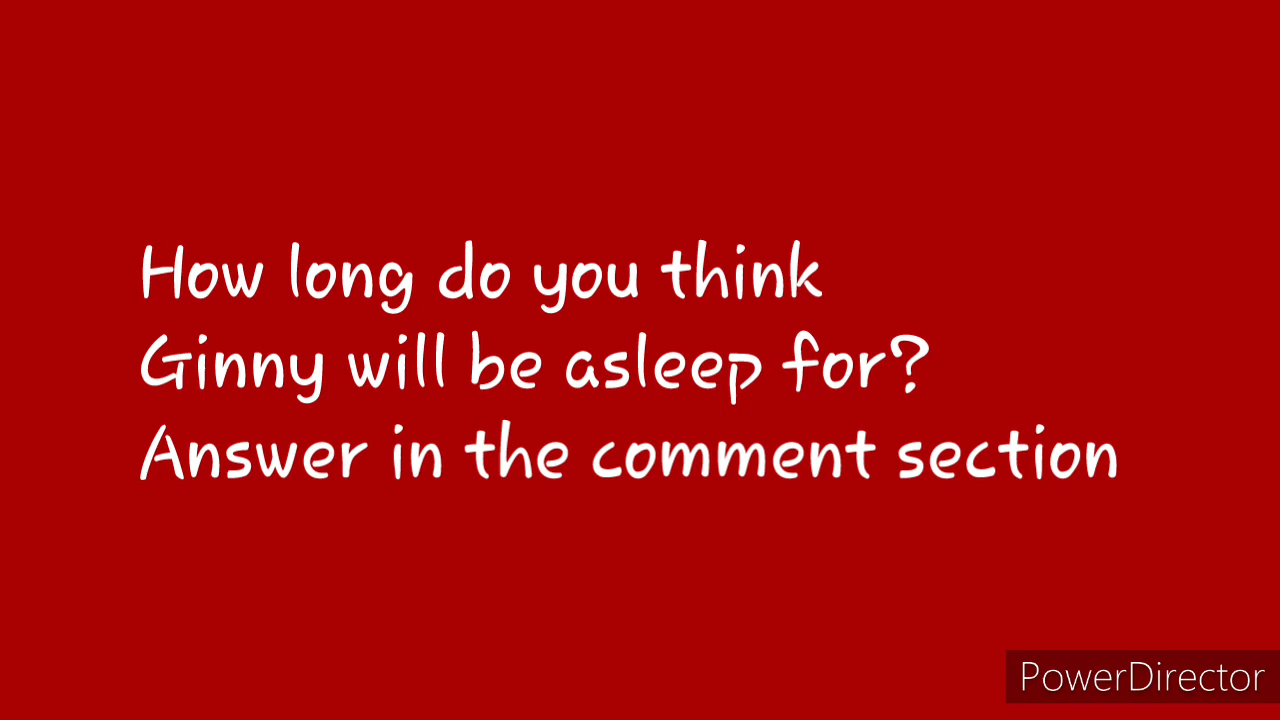 How long do you think
Ginny will be asleep for?
Answer in the comment section
PowerDirector